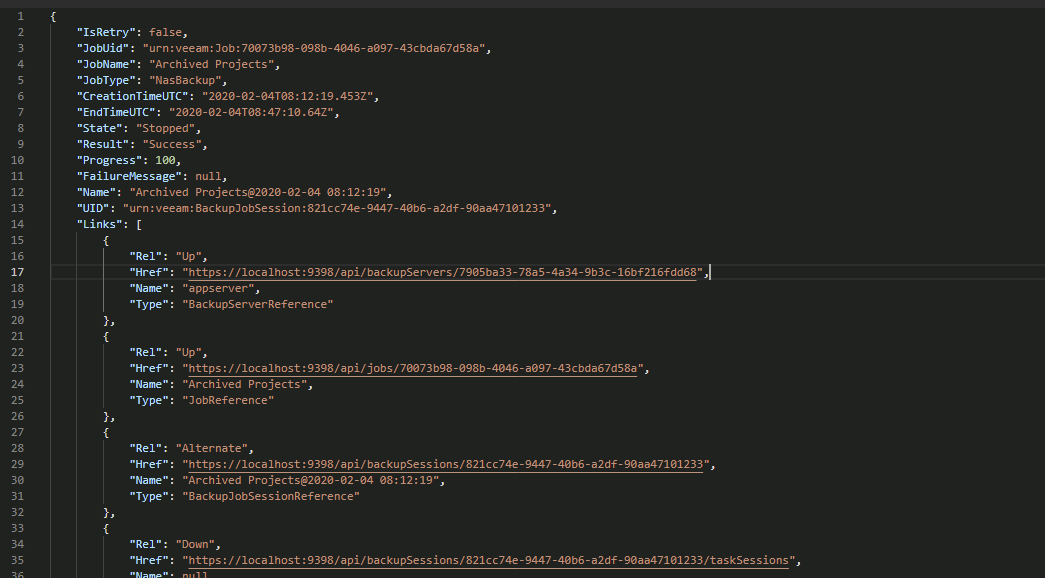 1 {
2 "IsRetry": false,
3 "JobUid": "urn:veeam:Job:70073b98-098b-4046-a097-43cbda67d58a",
4 "JobName": "Archived Projects",
5 "JobType": "NasBackup",
6 "CreationTimeUTC": "2020-02-04T08:12:19.453Z",
7 "EndTimeUTC": "2020-02-04T08:47:10.64Z",
8 "State": "Stopped",
9 "Result": "Success",
10 "Progress": 100,
11 "FailureMessage": null,
12 "Name": "Archived Projects@2020-02-04 08:12:19",
13 "UID": "urn:veeam:BackupJobSession:821cc74e-9447-40b6-a2df-90aa47101233",
14 "Links": [
15 {
16 "Rel": "Up",
17 "Href": "https://localhost:9398/api/backupServers/7905ba33-78a5-4a34-9b3c-16bf216fdd68",
18 "Name": "appserver",
19 "Type": "BackupServerReference"
20 },
21 {
22 "Rel": "Up",
23 "Href": "https://localhost:9398/api/jobs/70073b98-098b-4046-a097-43cbda67d58a",
24 "Name": "Archived Projects",
25 "Type": "JobReference"
26 },
27 {
28 "Rel": "Alternate",
29 "Href": "https://localhost:9398/api/backupSessions/821cc74e-9447-40b6-a2df-90aa47101233",
30 "Name": "Archived Projects@2020-02-04 08:12:19",
31 "Type": "BackupJobSessionReference"
32 },
33 {
34 "Rel": "Down",
35 "Href": "https://localhost:9398/api/backupSessions/821cc74e-9447-40b6-a2df-90aa47101233/taskSessions",
36 "Name": null